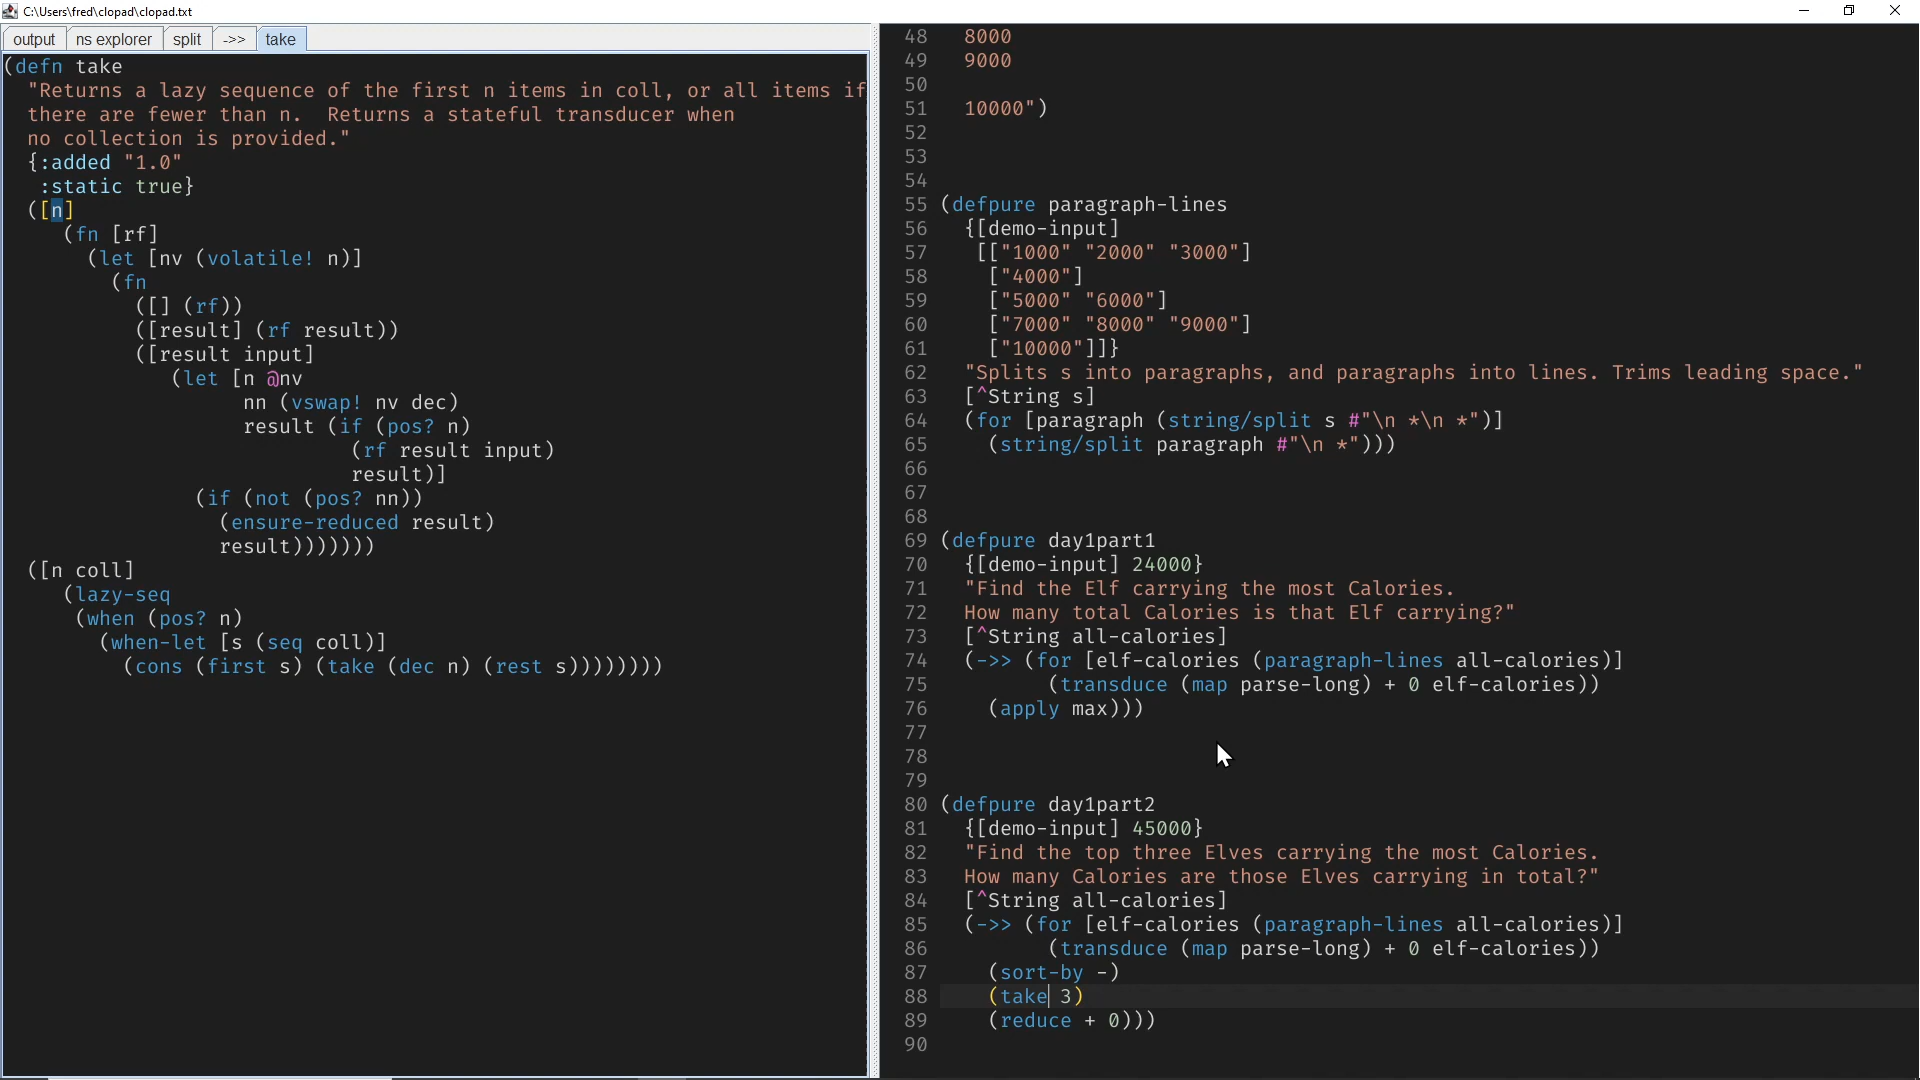 C:\Users\fred\clopad\clopad.txt
output
ns explorer
split
->>
take
(defn take
"Returns a lazy sequence of the first n items in coll, or all items if
there are fewer than n.  Returns a stateful transducer when
no collection is provided."
{:added "1.0"
:static true}
([n]
(fn [rf]
(let [nv (volatile! n)]
(fn
([] (rf))
([result] (rf result))
([result input]
(let [n @nv
nn (vswap! nv dec)
result (if (pos? n)
(rf result input)
result)]
(if (not (pos? nn))
(ensure-reduced result)
result)))))))
([n coll]
(lazy-seq
(when (pos? n)
(when-let [s (seq coll)]
(cons (first s) (take (dec n) (rest s))))))))
48 8000
49 9000
50
51 10000")
52
53
54
55 (defpure paragraph-lines
56 {[demo-input]
57 [["1000" "2000" "3000"]
58 ["4000"]
59 ["5000" "6000"]
60 ["7000" "8000" "9000"]
61 ["10000"]]}
62 "Splits s into paragraphs, and paragraphs into lines. Trims leading space."
63 [^String s]
64 (for [paragraph (string/split s #"\n *\n *")]
65 (string/split paragraph #"\n *")))
66
67
68
69 (defpure day1part1
70 {[demo-input] 24000}
71 "Find the Elf carrying the most Calories.
72 How many total Calories is that Elf carrying?"
73 [^String all-calories]
74 (->> (for [elf-calories (paragraph-lines all-calories)]
75 (transduce (map parse-long) + 0 elf-calories))
76 (apply max)))
77
78
79
80 (defpure day1part2
81 {[demo-input] 45000}
82 "Find the top three Elves carrying the most Calories.
83 How many Calories are those Elves carrying in total?"
84 [^String all-calories]
85 (->> (for [elf-calories (paragraph-lines all-calories)]
86 (transduce (map parse-long) + 0 elf-calories))
87 (sort-by -)
88 (take 3)
89 (reduce + 0)))
90